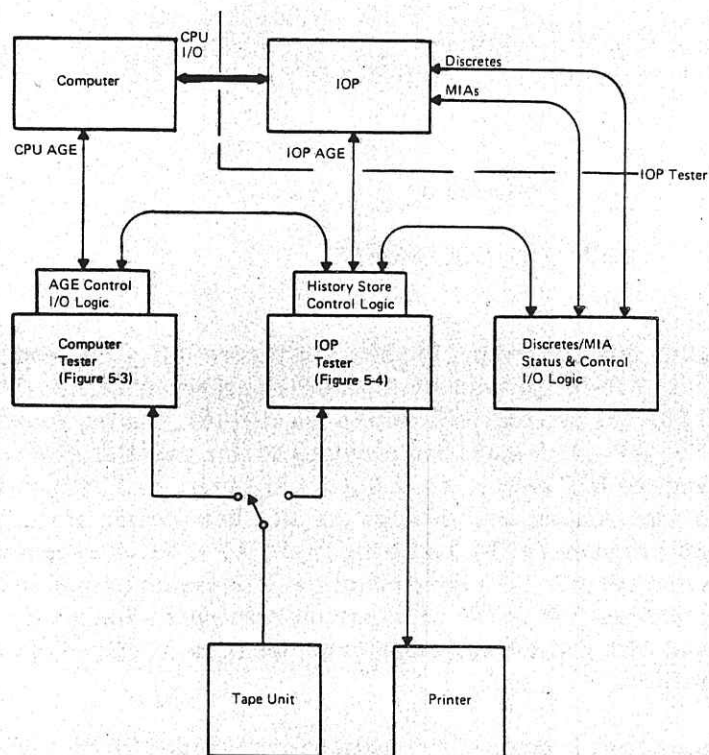 CPU
I/O
Computer
IOP
Discretes
MIAs
CPU AGE
IOP AGE
IOP Tester
AGE Control
I/O Logic
History Store
Control Logic
Computer
Tester
(Figure 5-3)
IOP
Tester
(Figure 5-4)
Discretes/MIA
Status & Control
I/O Logic
Tape Unit
Printer